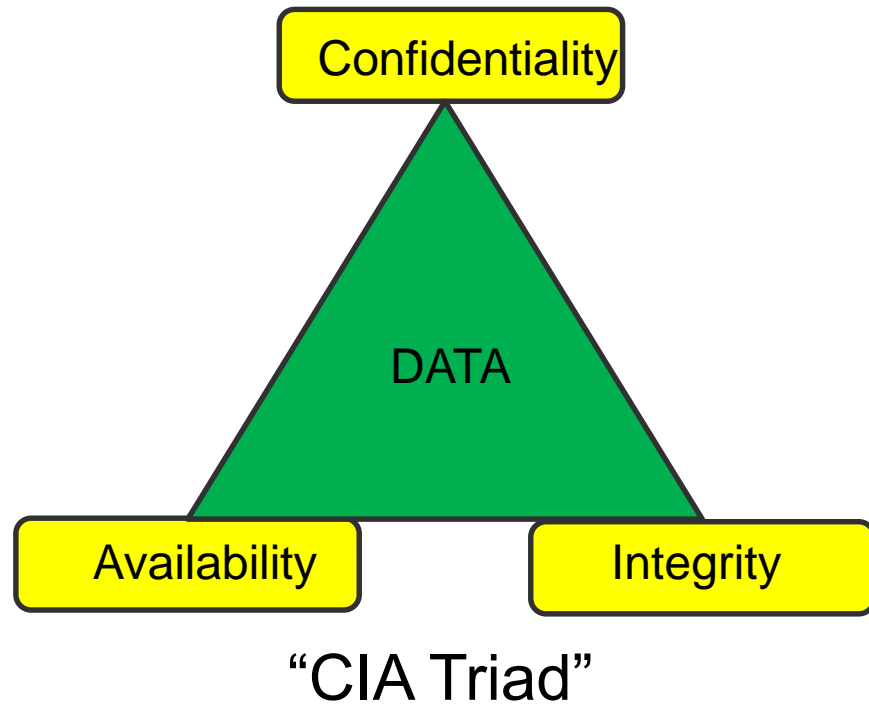 Confidentiality
DATA
Availability
Integrity
“CIA Triad”